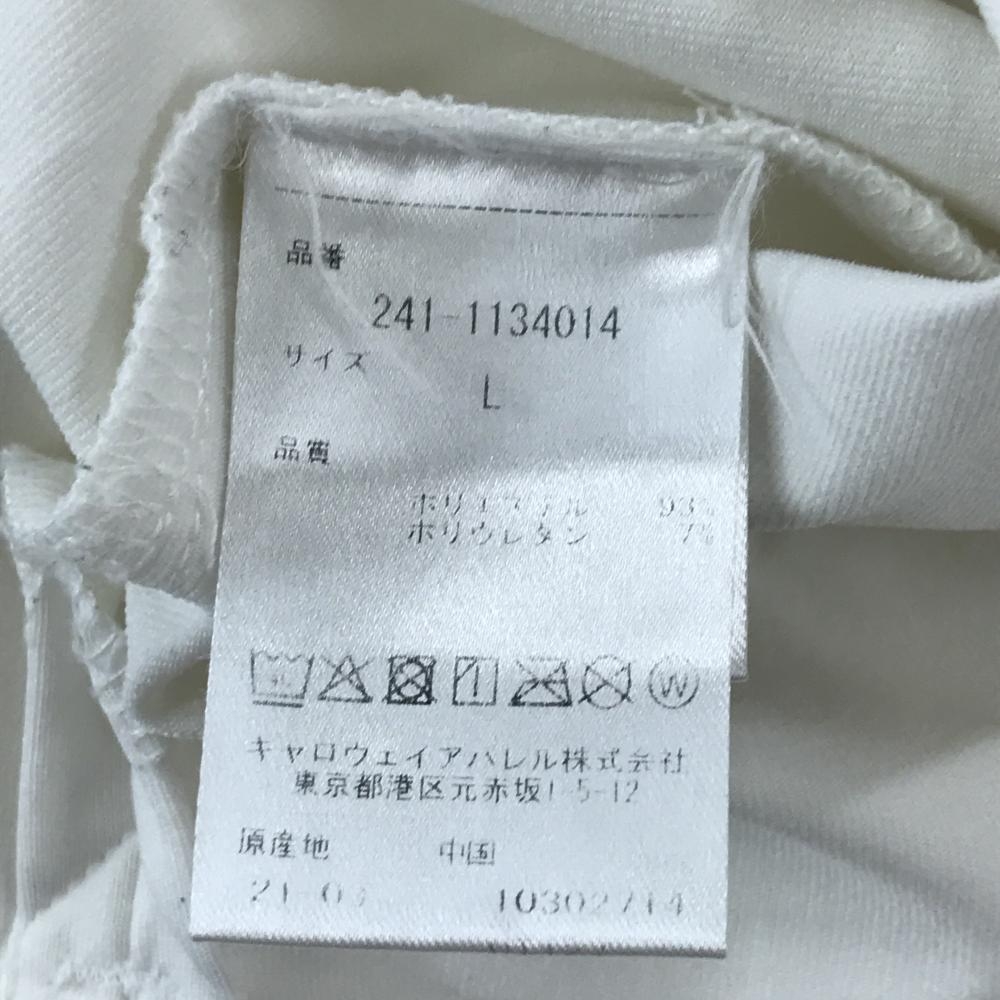 品番
241-1134014
サイズ
L
品質
ポリエステル 93%
ポリウレタン 7%
W
キャロウェイアパレル株式会社
東京都港区元赤坂1-5-12
原産地 中国
10302714